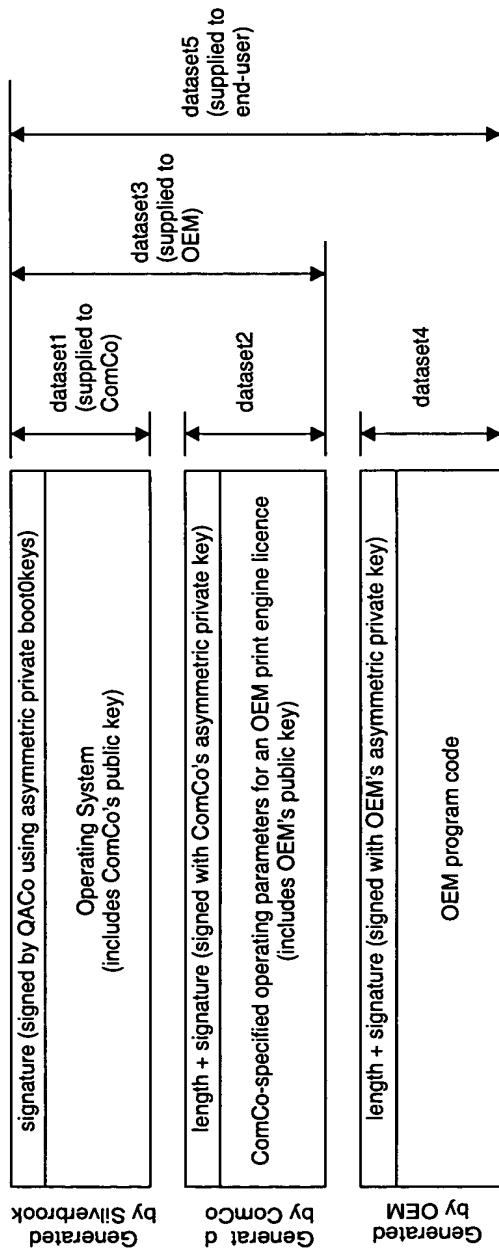 Generated
by Silverbrook
signature (signed by QACo using asymmetric private boot0keys)
Operating System
(includes ComCo's public key)
dataset1
(supplied to
ComCo)
dataset3
(supplied to
OEM)
dataset5
(supplied to
end-user)
Generat d
by ComCo
length + signature (signed with ComCo's asymmetric private key)
ComCo-specified operating parameters for an OEM print engine licence
(includes OEM's public key)
dataset2
Generated
by OEM
length + signature (signed with OEM's asymmetric private key)
OEM program code
dataset4